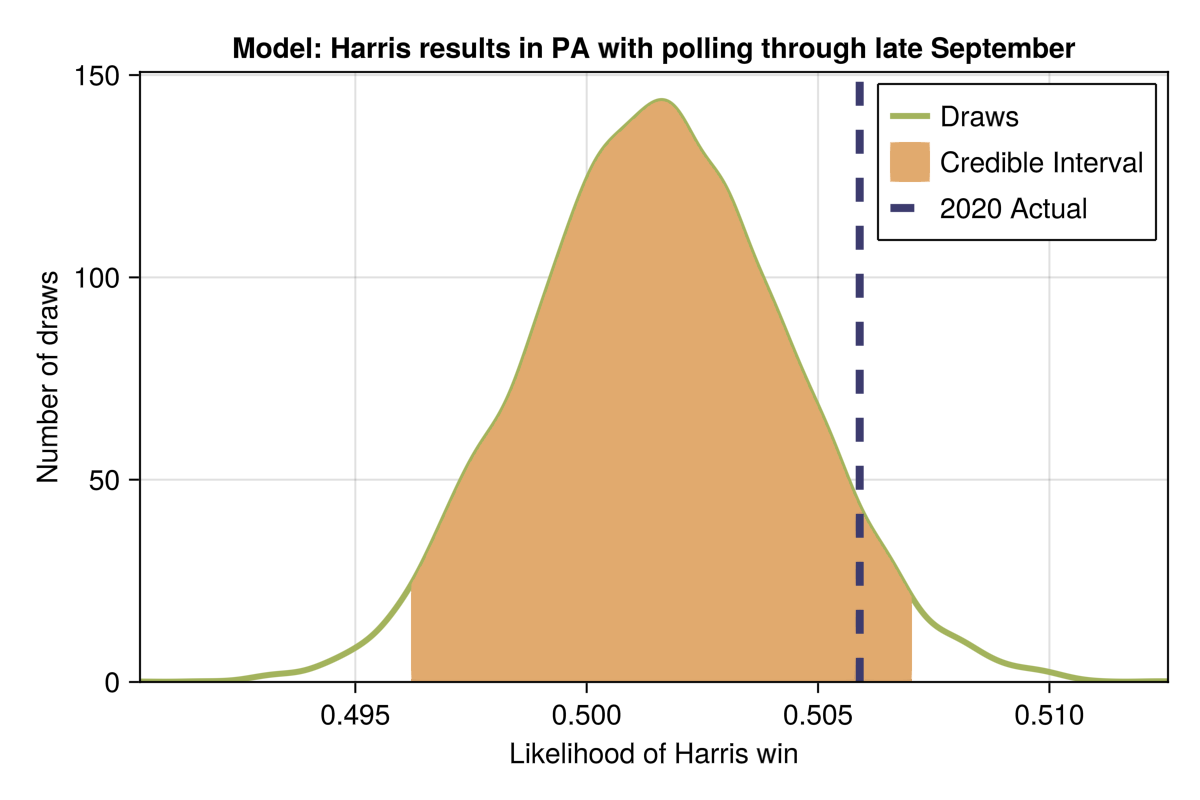 Model: Harris results in PA with polling through late September
150
100
50
0
Number of draws
Draws
Credible Interval
2020 Actual
0.495
0.500
0.505
0.510
Likelihood of Harris win